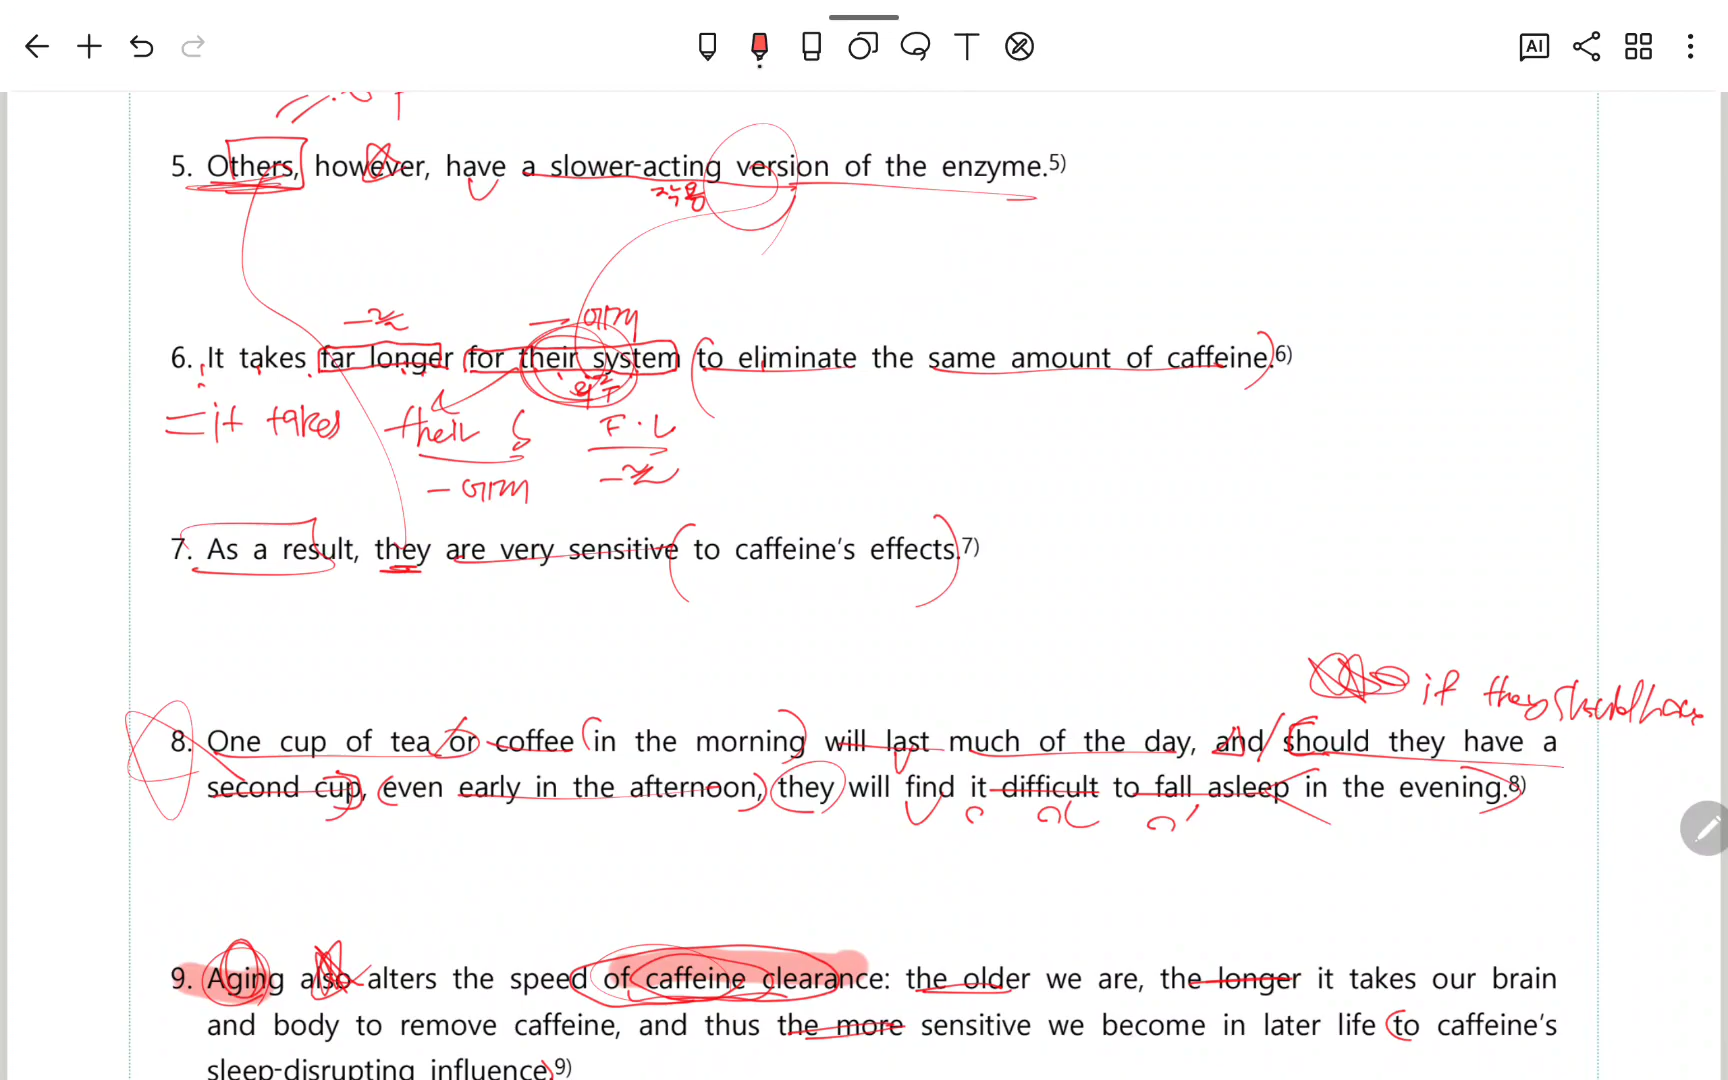 AI
5. Others, however, have a slower-acting version of the enzyme.5)
작용
6. It takes far longer for their system to eliminate the same amount of caffeine.6)
=it takes their S F.L
7. As a result, they are very sensitive to caffeine's effects.7)
if they should have
8. One cup of tea or coffee in the morning will last much of the day, and should they have a
second cup, even early in the afternoon, they will find it difficult to fall asleep in the evening.8)
9. Aging also alters the speed of caffeine clearance: the older we are, the longer it takes our brain
and body to remove caffeine, and thus the more sensitive we become in later life to caffeine's
sleep-disrupting influence.9)